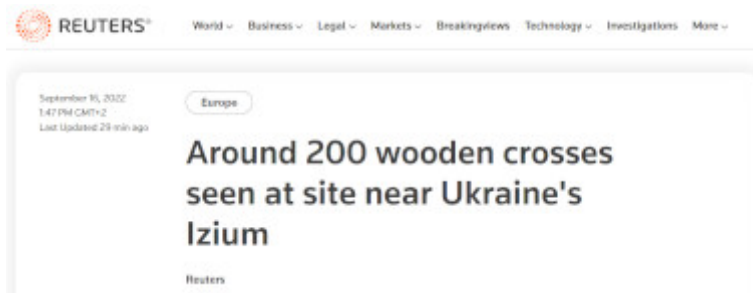 REUTERS®
World Business Legal Markets Breakingviews Technology Investigations More
September 16, 2022
1:47 PM GMT+2
Last Updated 29 min ago
Europe
Around 200 wooden crosses
seen at site near Ukraine's
Izium
Reuters